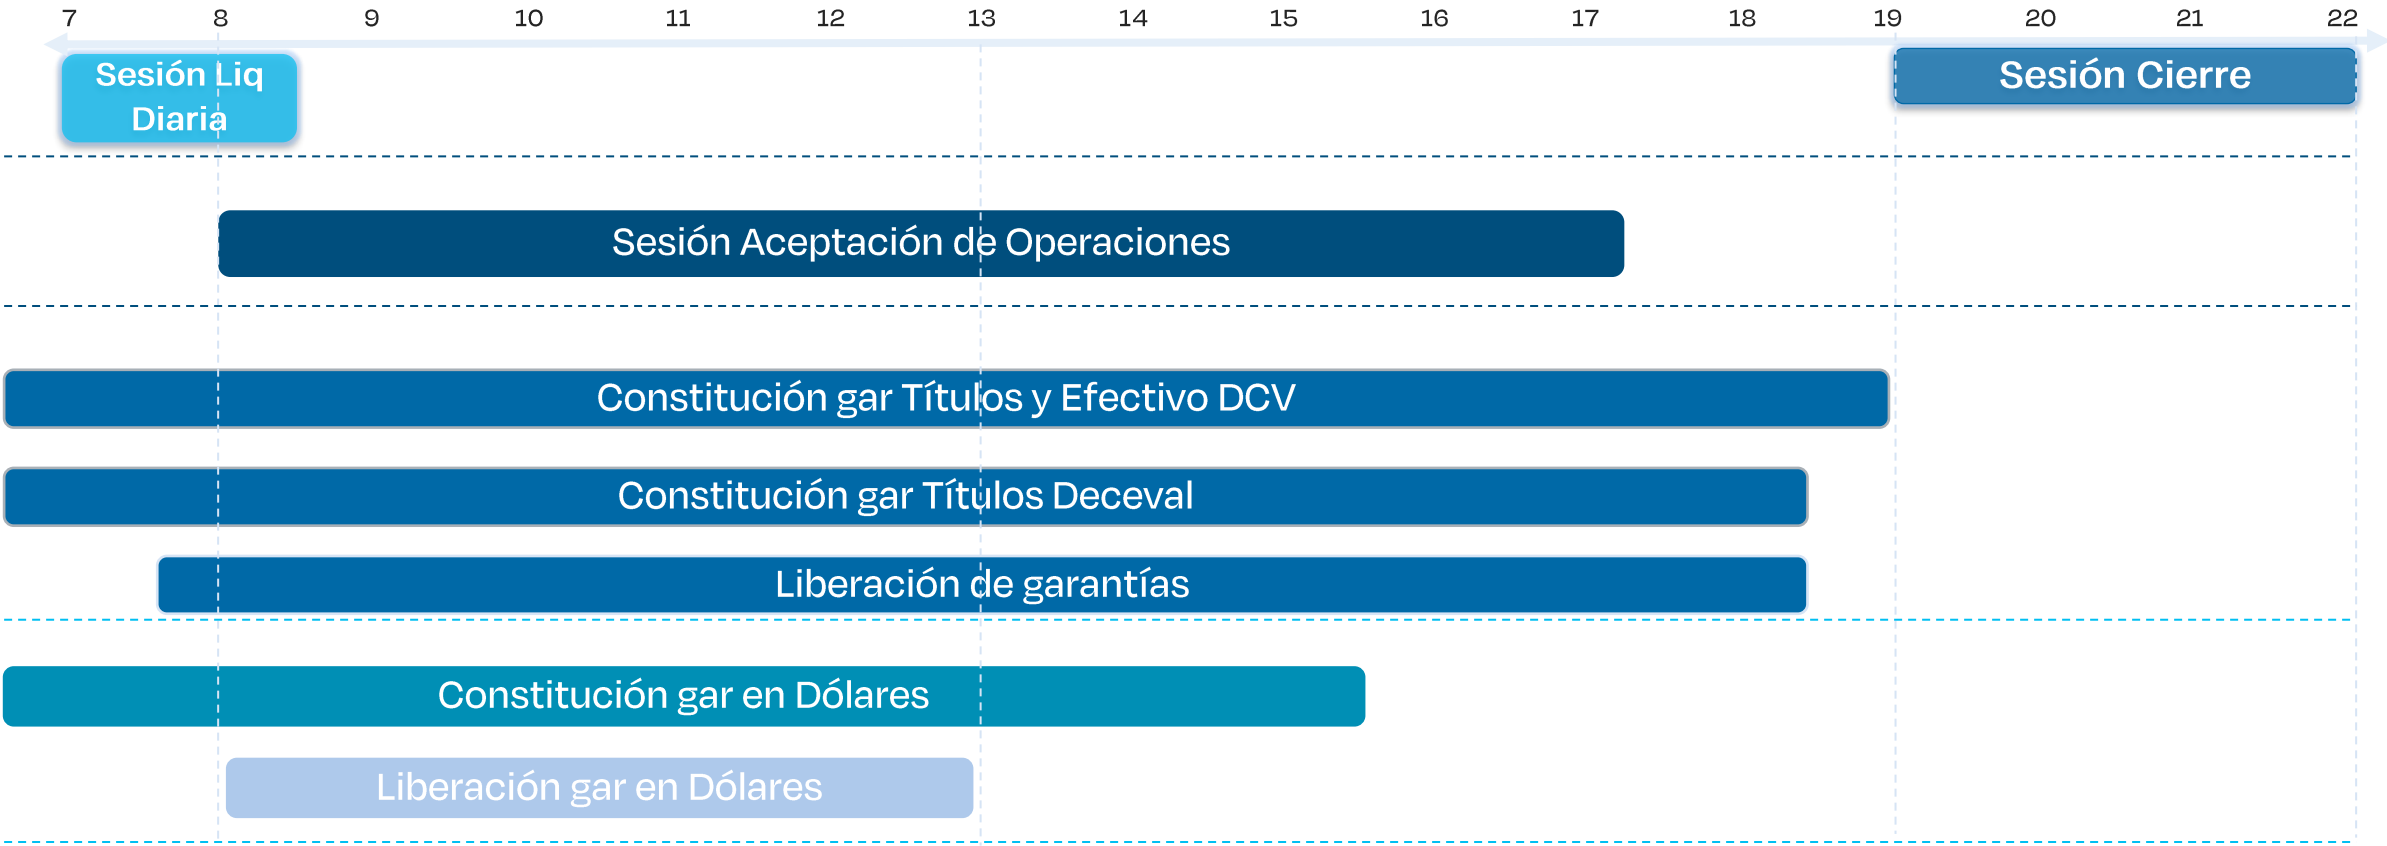 7 8 9 10 11 12 13 14 15 16 17 18 19 20 21 22
Sesión Liq
Diaria
Sesión Cierre
Sesión Aceptación de Operaciones
Constitución gar Títulos y Efectivo DCV
Constitución gar Títulos Deceval
Liberación de garantías
Constitución gar en Dólares
Liberación gar en Dólares